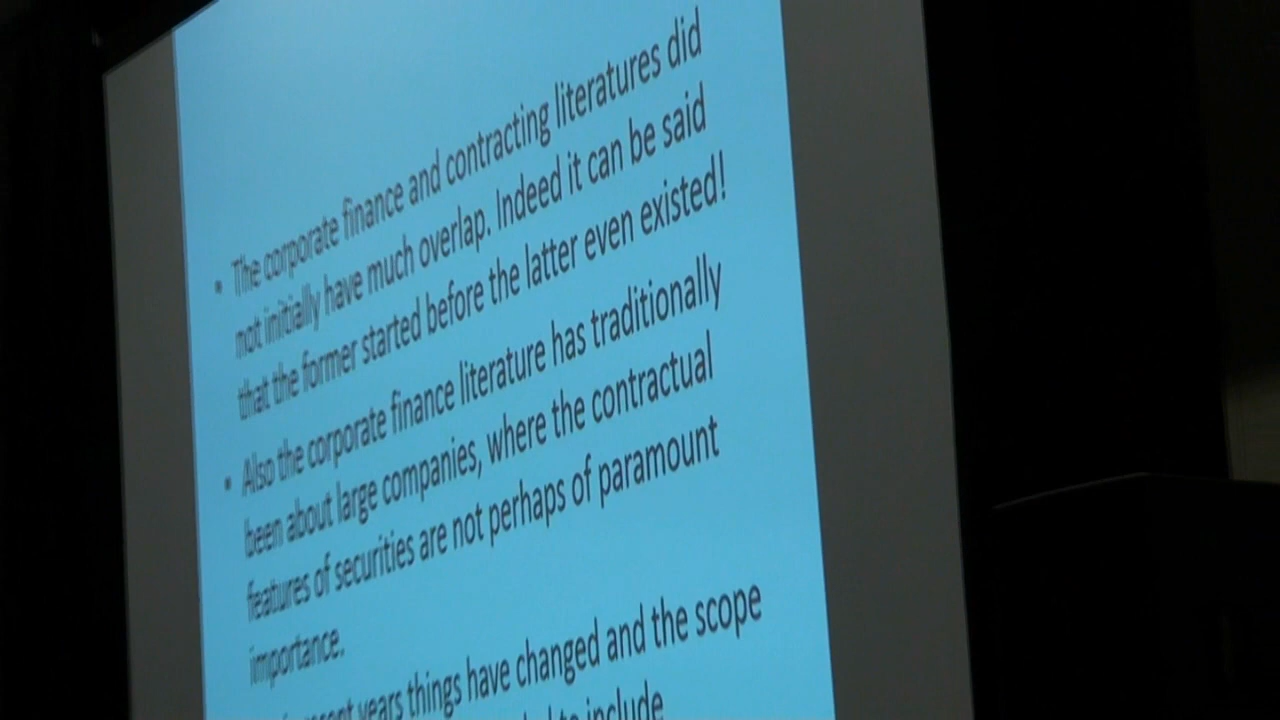 • The corporate finance and contracting literatures did
not initially have much overlap. Indeed it can be said
that the former started before the latter even existed!
• Also the corporate finance literature has traditionally
been about large companies, where the contractual
features of securities are not perhaps of paramount
importance.
years things have changed and the scope
to include